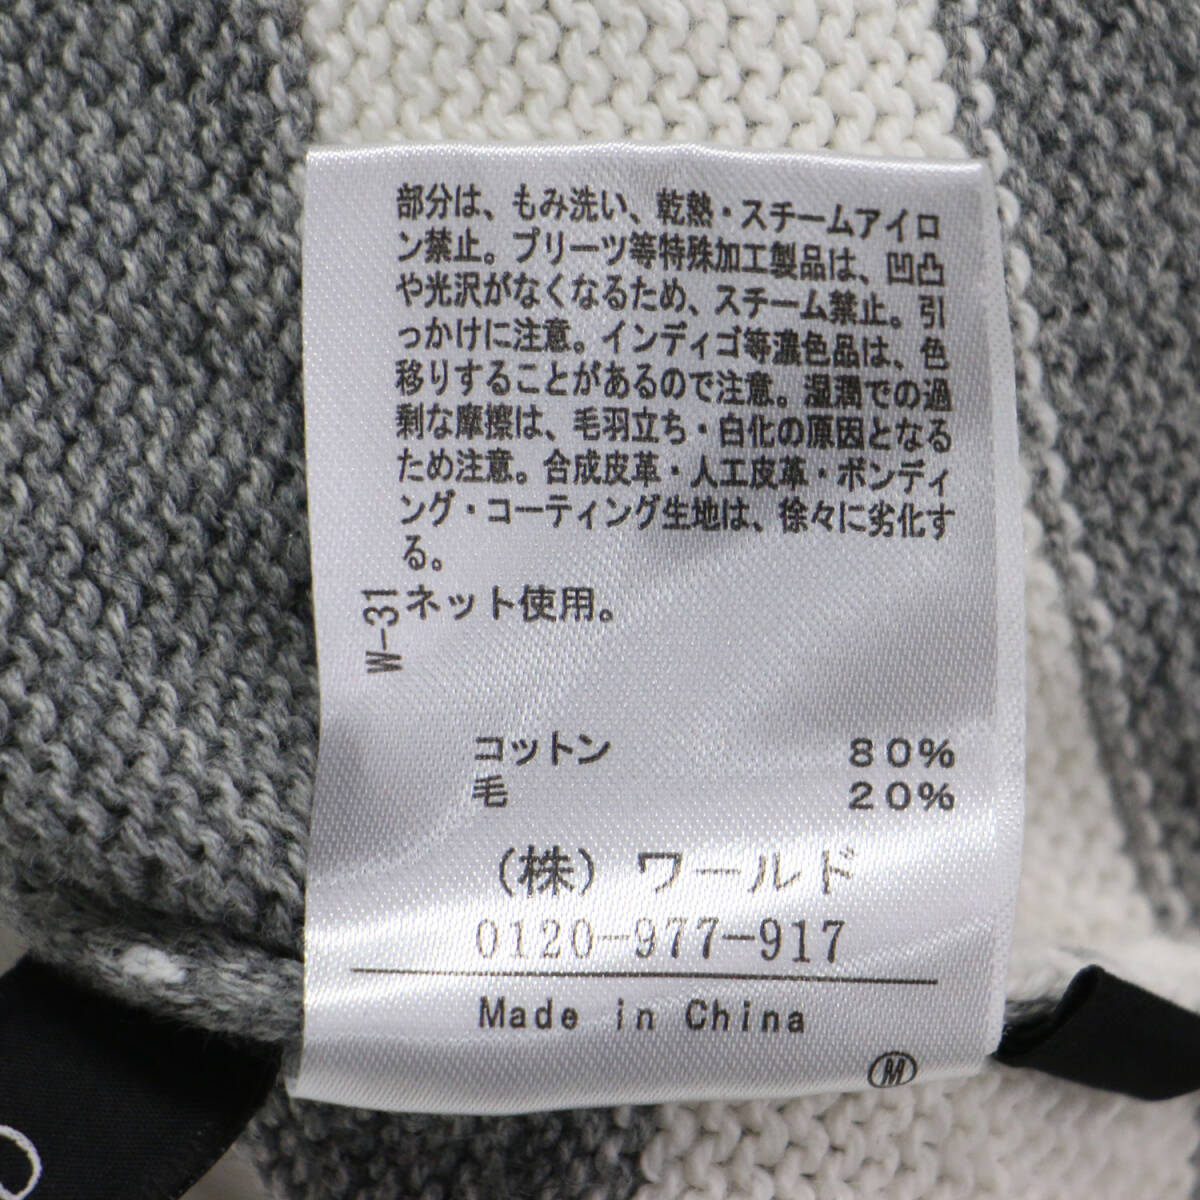 部分は、もみ洗い、乾熱・スチームアイロ
ン禁止。プリーツ等特殊加工製品は、凹凸
や光沢がなくなるため、スチーム禁止。引
っかけに注意。インディゴ等濃色品は、色
移りすることがあるので注意。湿潤での過
剰な摩擦は、毛羽立ち・白化の原因となる
ため注意。合成皮革・人工皮革・ボンディ
ング・コーティング生地は、徐々に劣化す
る。
ネット使用。
W-31
コットン 80%
毛 20%
(株) ワールド
0120-977-917
Made in China
M